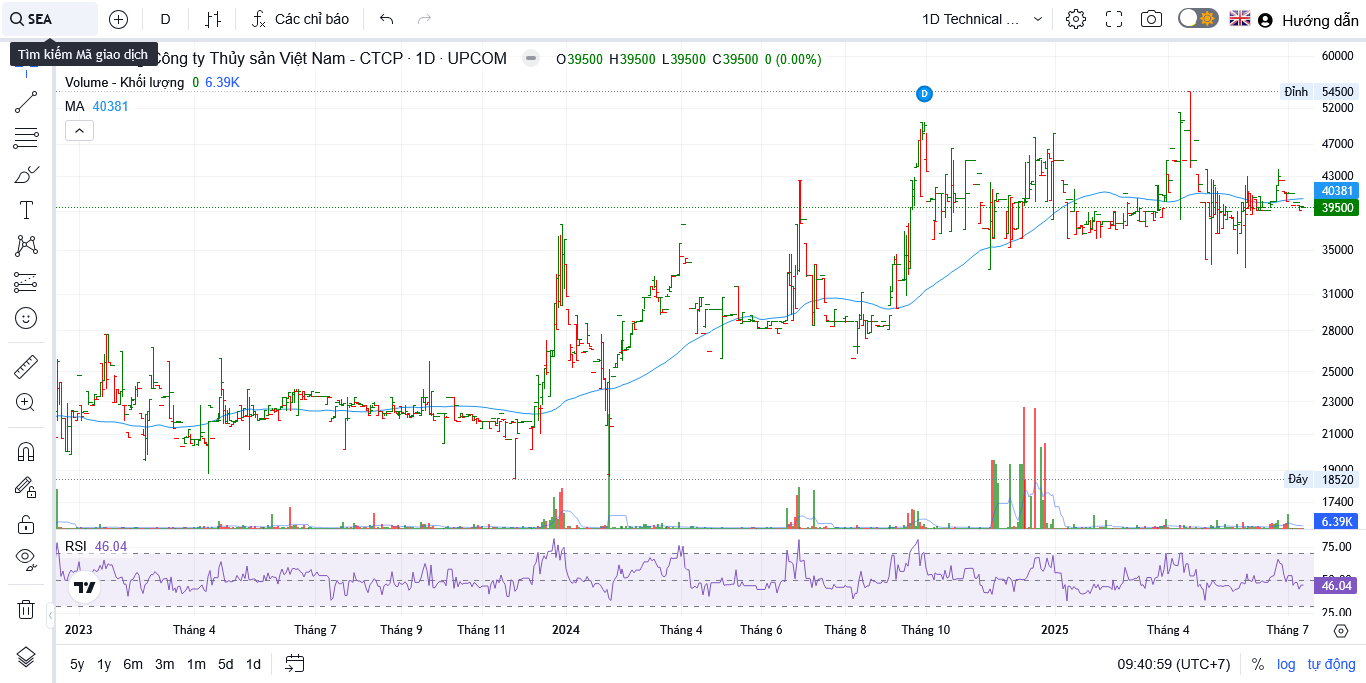 SEA
D
Các chỉ báo
1D Technical ...
Hướng dẫn
Tìm kiếm Mã giao dịch
Công ty Thủy sản Việt Nam - CTCP · 1D · UPCOM
O39500 H39500 L39500 C39500 0 (0.00%)
Volume - Khối lượng 0 6.39K
MA 40381
D
60000
Đỉnh 54500
52000
47000
43000
40381
39500
35000
31000
28000
25000
23000
21000
19000
Đáy 18520
17400
6.39K
RSI 46.04
75.00
50.00
46.04
25.00
2023 Tháng 4 Tháng 7 Tháng 9 Tháng 11 2024 Tháng 4 Tháng 6 Tháng 8 Tháng 10 2025 Tháng 4 Tháng 7
5y 1y 6m 3m 1m 5d 1d
09:40:59 (UTC+7) % log tự động